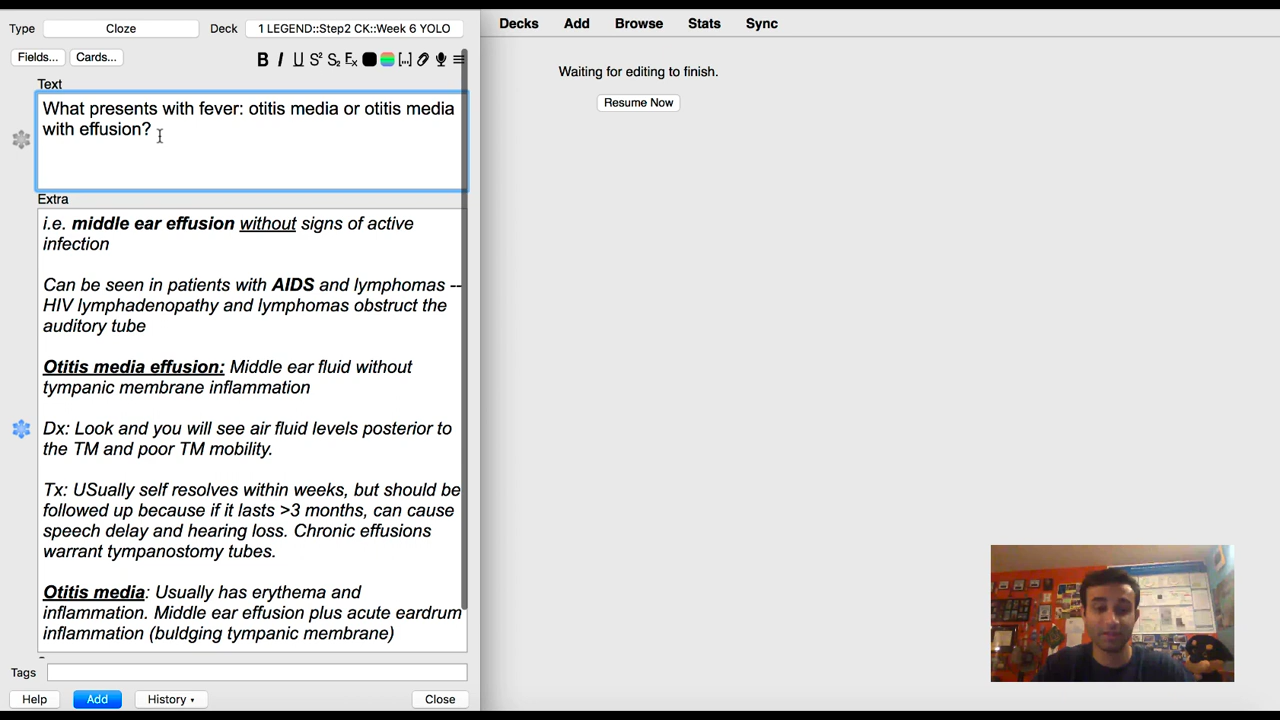 Type Cloze Deck 1 LEGEND::Step2 CK::Week 6 YOLO
Decks Add Browse Stats Sync
Fields... Cards... B I U S² S₂ Ex [...]
Text
What presents with fever: otitis media or otitis media
with effusion?
Extra
i.e. middle ear effusion without signs of active
infection
Can be seen in patients with AIDS and lymphomas --
HIV lymphadenopathy and lymphomas obstruct the
auditory tube
Otitis media effusion: Middle ear fluid without
tympanic membrane inflammation
Dx: Look and you will see air fluid levels posterior to
the TM and poor TM mobility.
Tx: USually self resolves within weeks, but should be
followed up because if it lasts >3 months, can cause
speech delay and hearing loss. Chronic effusions
warrant tympanostomy tubes.
Otitis media: Usually has erythema and
inflammation. Middle ear effusion plus acute eardrum
inflammation (buldging tympanic membrane)
Tags
Help Add History Close
Waiting for editing to finish.
Resume Now